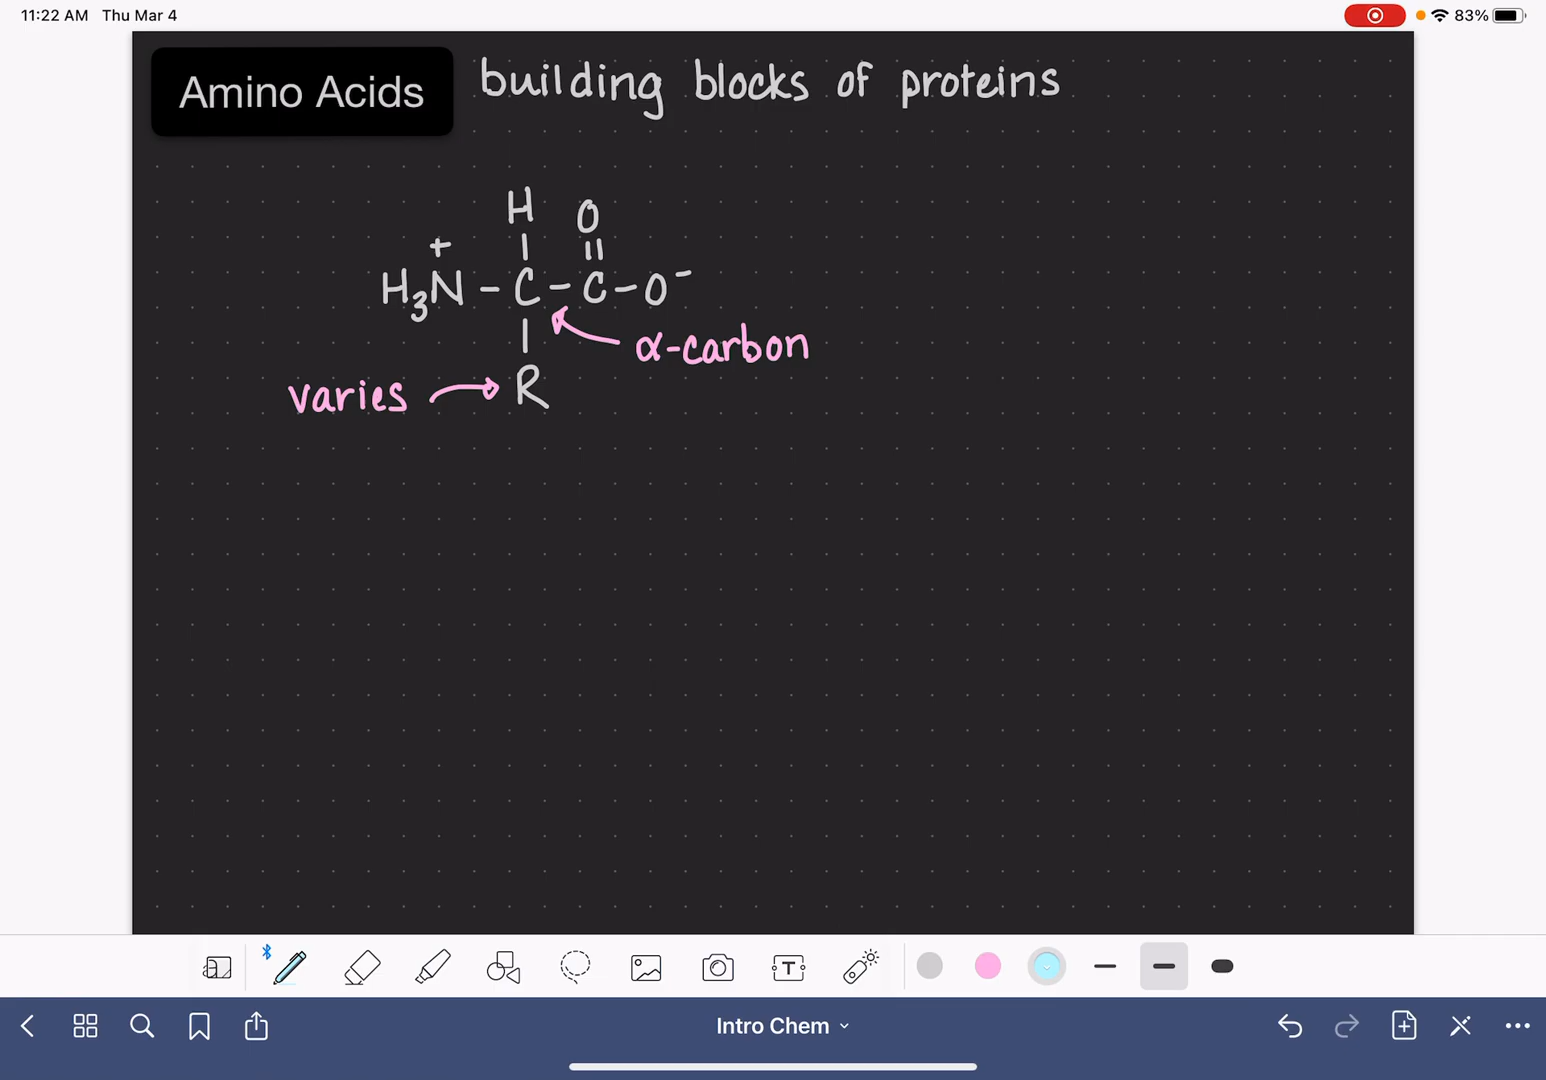 11:22 AM Thu Mar 4
83%
Amino Acids building blocks of proteins
H O
+
H₃N - C - C - O⁻
α-carbon
varies R
T
Intro Chem